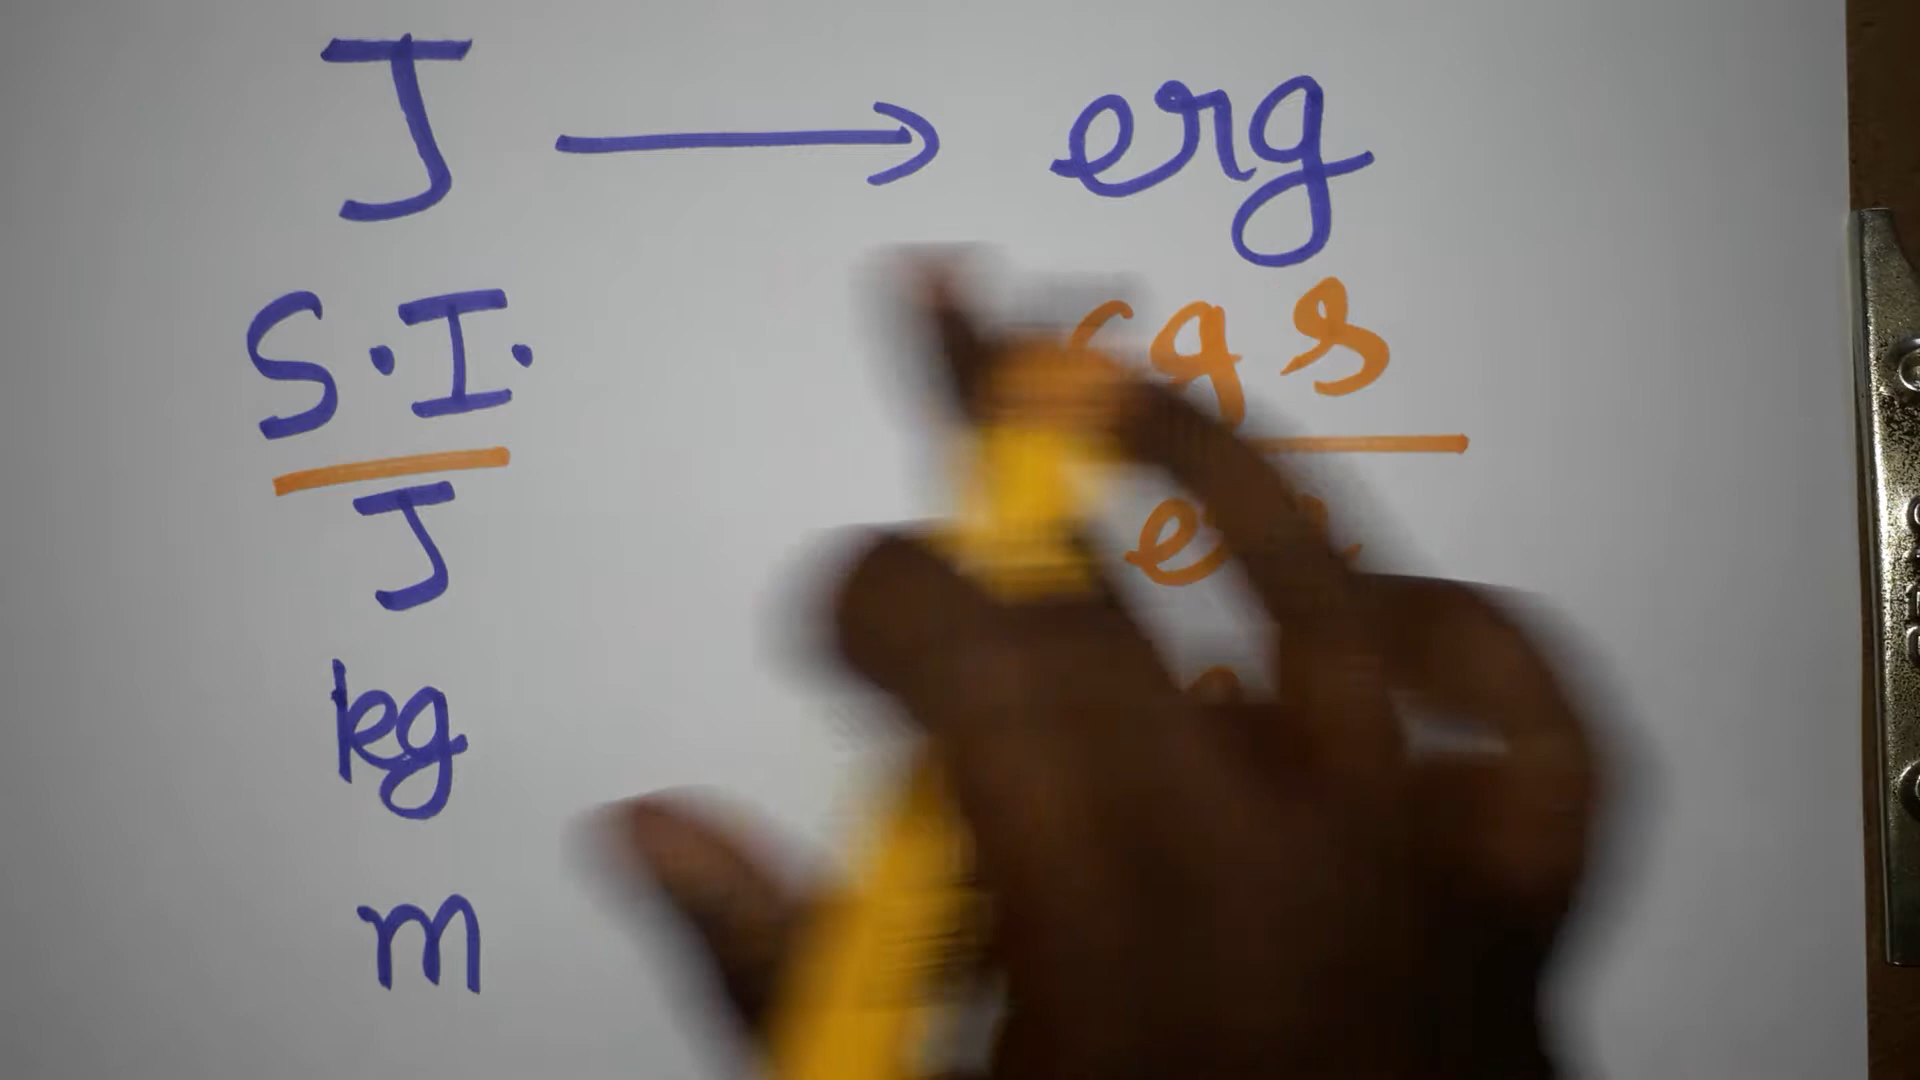 J → erg
S.I. cgs
J
kg
m